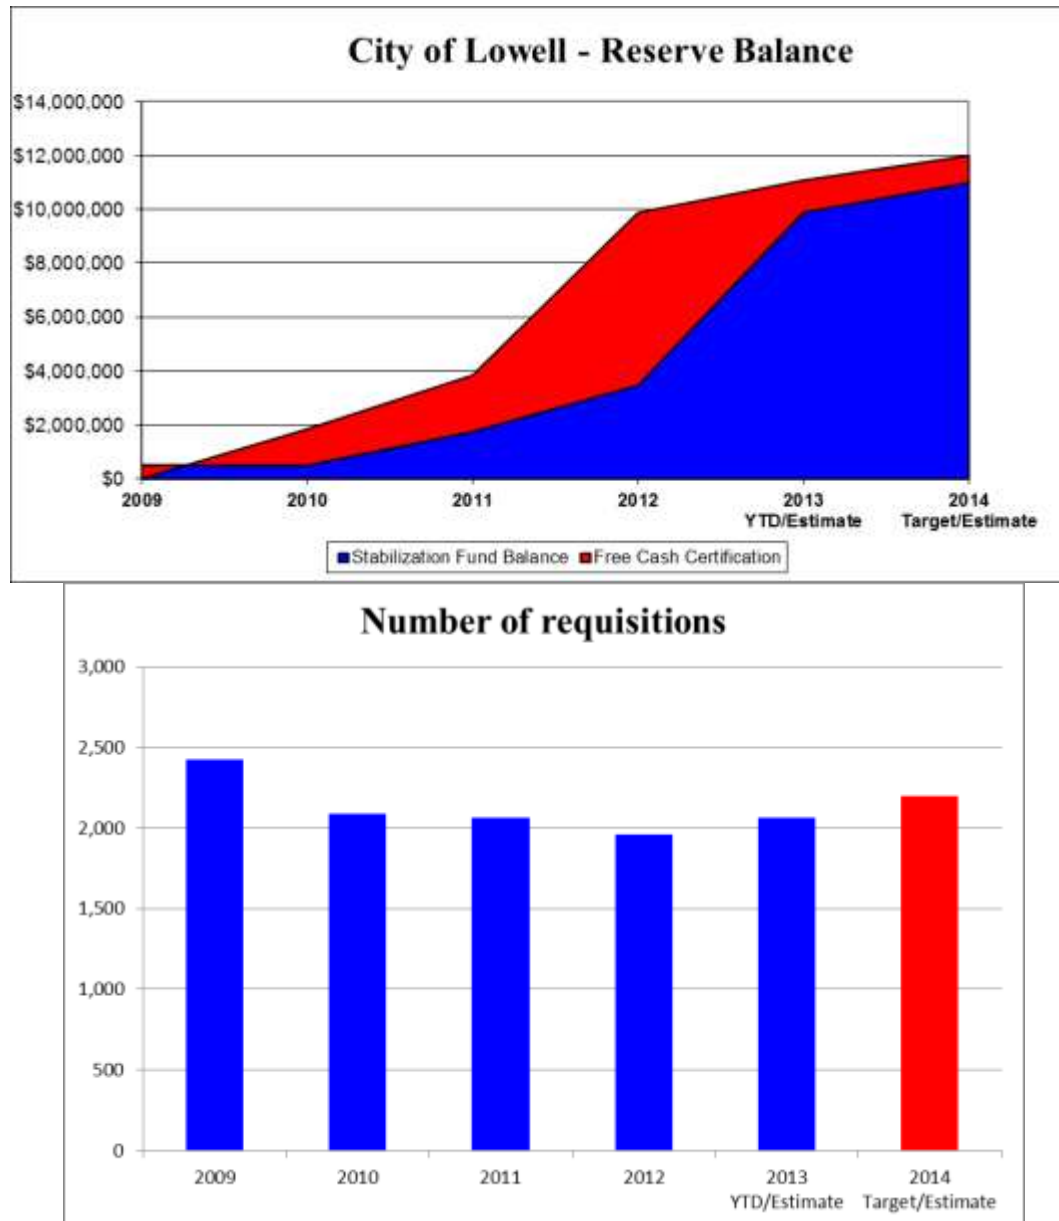 City of Lowell - Reserve Balance
$14,000,000
$12,000,000
$10,000,000
$8,000,000
$6,000,000
$4,000,000
$2,000,000
$0
2009 2010 2011 2012 2013 2014
YTD/Estimate Target/Estimate
Stabilization Fund Balance Free Cash Certification
Number of requisitions
3,000
2,500
2,000
1,500
1,000
500
0
2009 2010 2011 2012 2013 2014
YTD/Estimate Target/Estimate